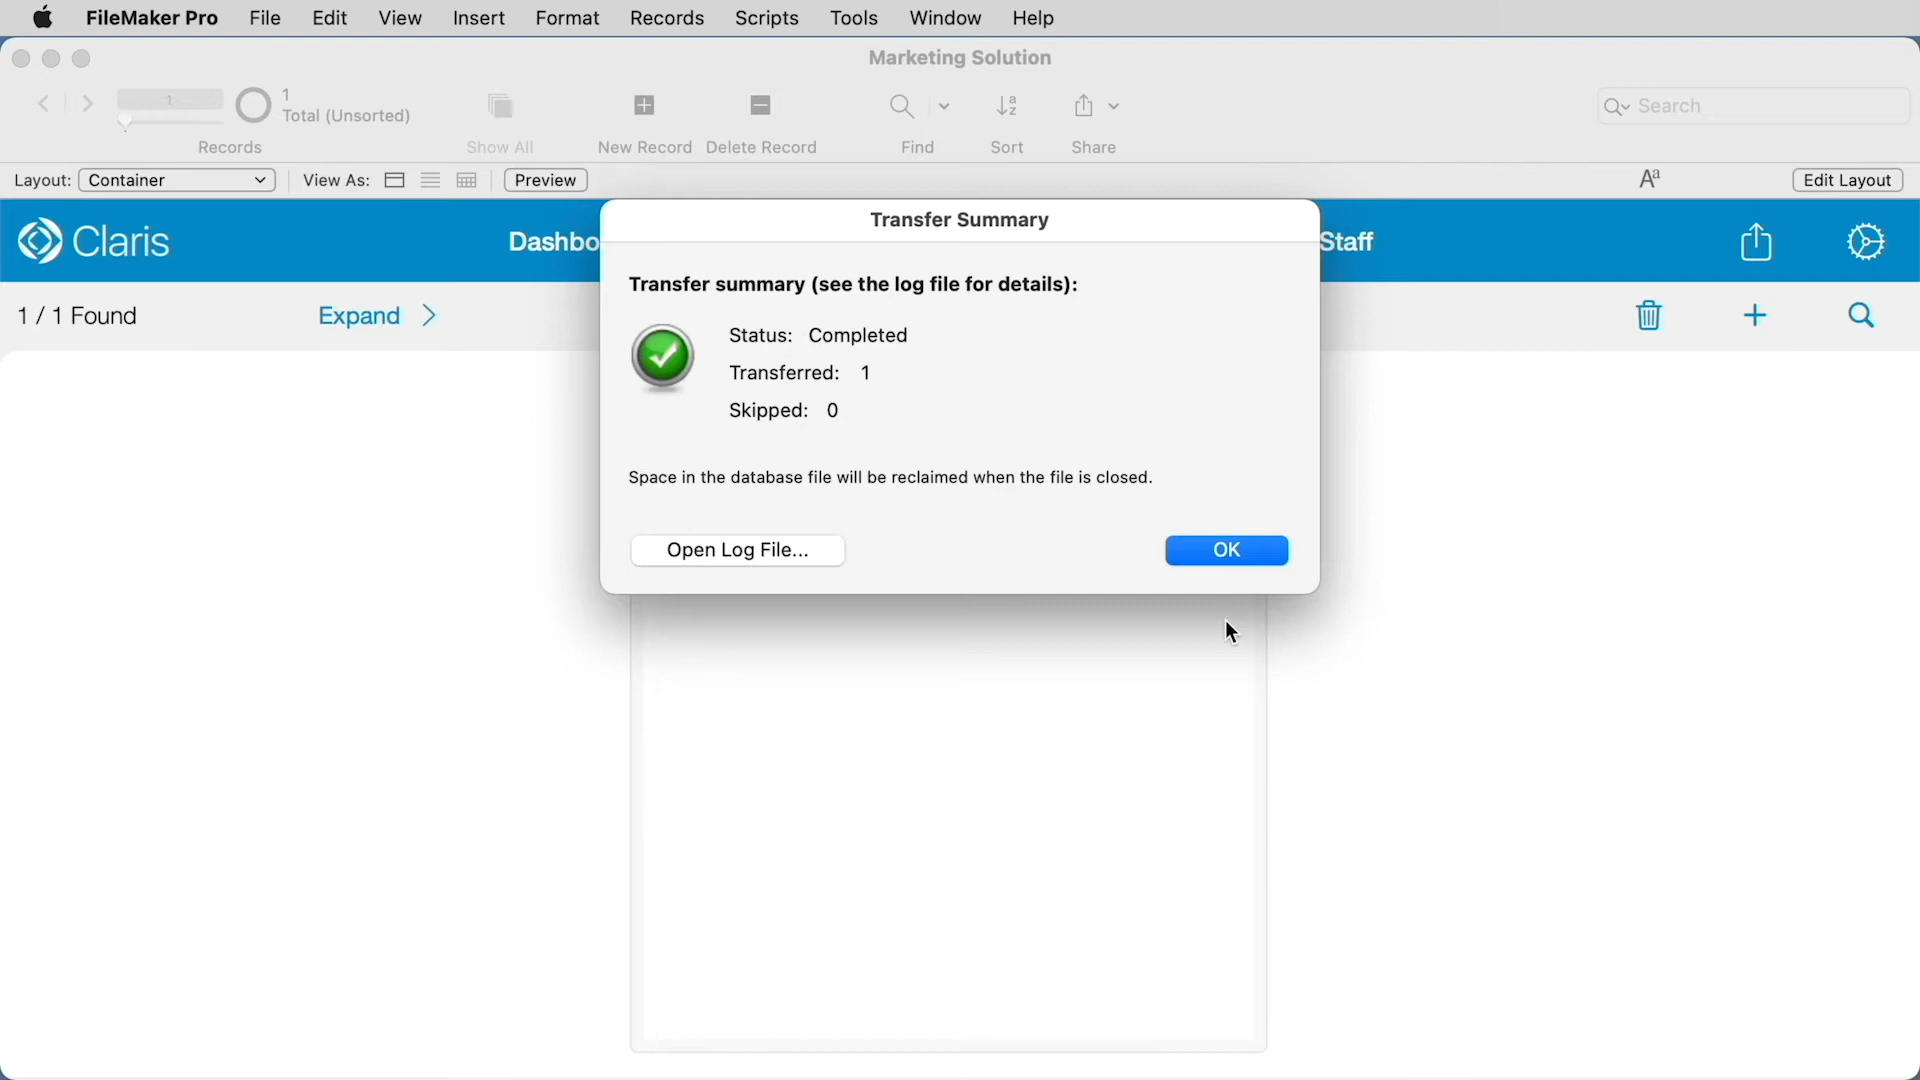 FileMaker Pro File Edit View Insert Format Records Scripts Tools Window Help
Marketing Solution
1
1
Total (Unsorted)
Search
Records Show All New Record Delete Record Find Sort Share
Layout: Container View As: Preview Aa Edit Layout
Claris Dashbo Staff
1 / 1 Found Expand
Transfer Summary
Transfer summary (see the log file for details):
Status: Completed
Transferred: 1
Skipped: 0
Space in the database file will be reclaimed when the file is closed.
Open Log File... OK